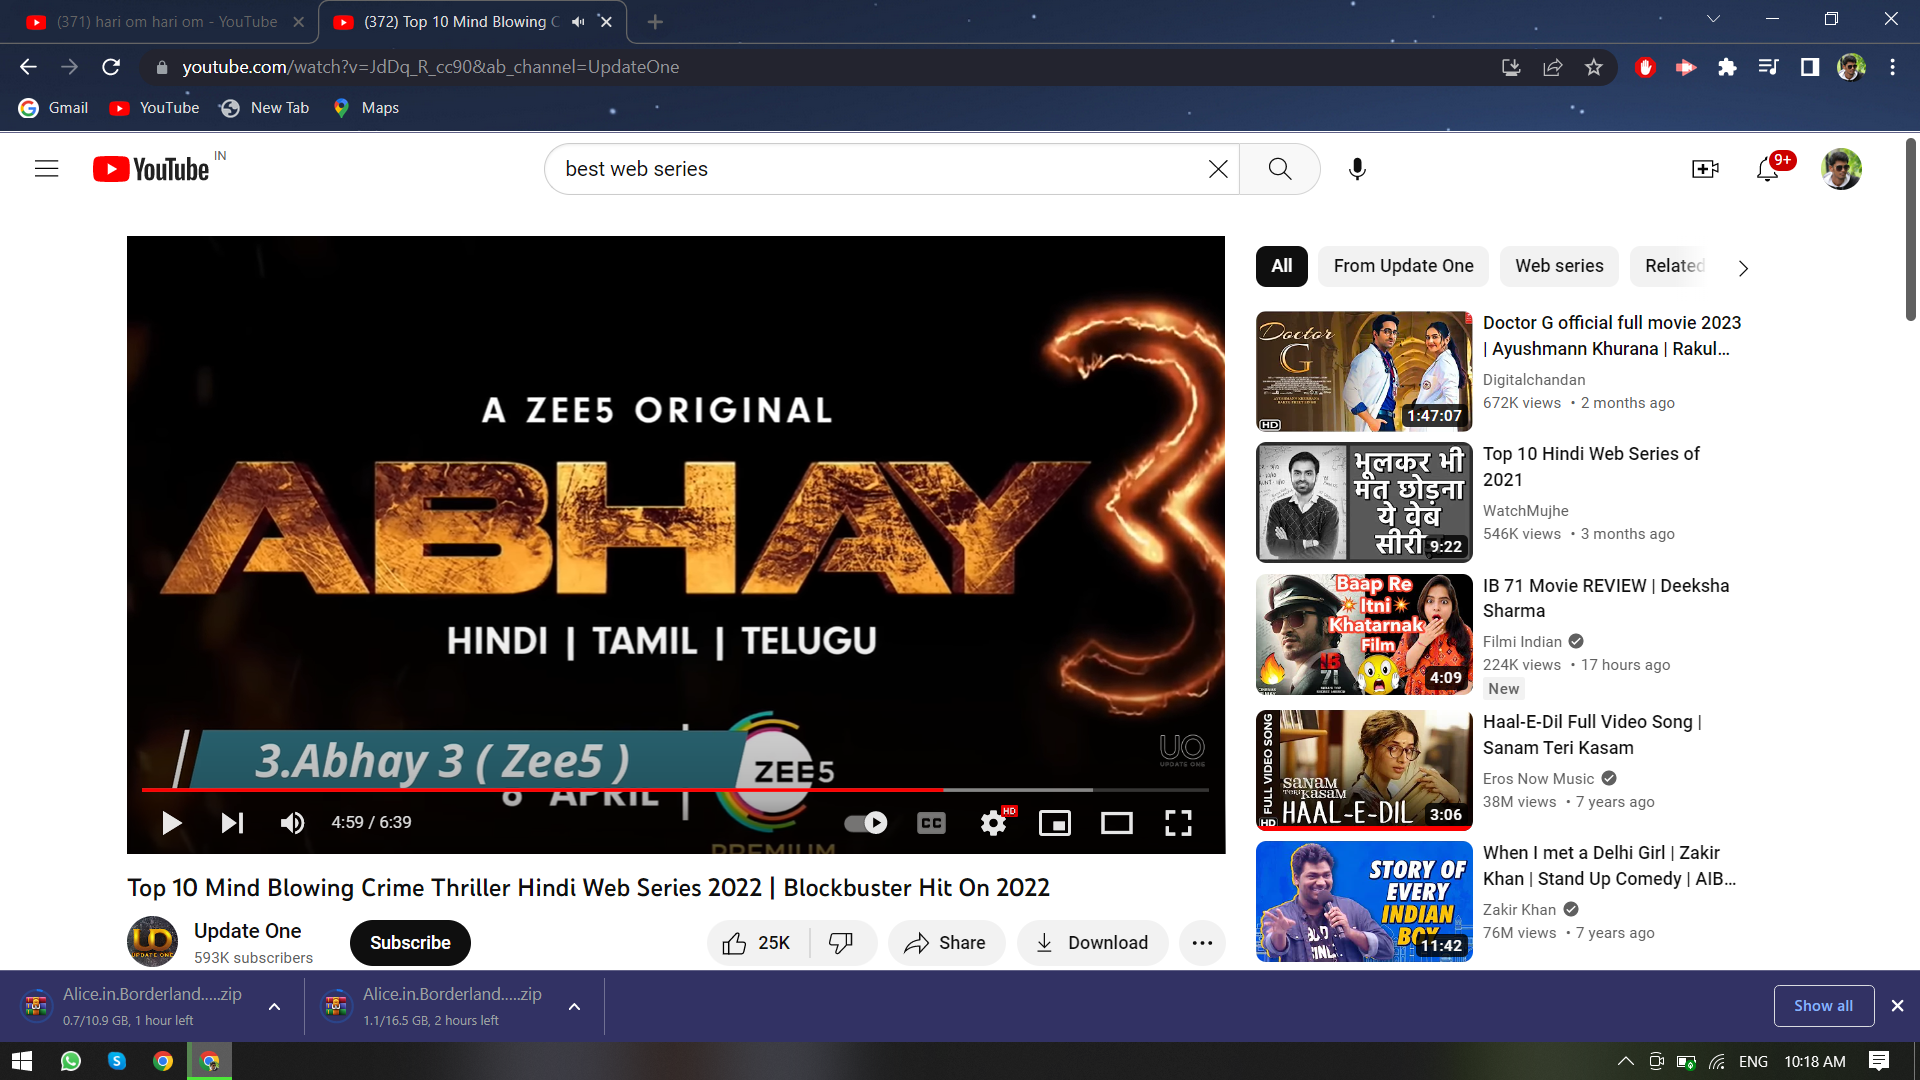 (371) hari om hari om - YouTube
(372) Top 10 Mind Blowing C
youtube.com/watch?v=JdDq_R_cc90&ab_channel=UpdateOne
Gmail
YouTube
New Tab
Maps
YouTube IN
best web series
9+
A ZEE5 ORIGINAL
ABHAY 3
HINDI | TAMIL | TELUGU
3.Abhay 3 ( Zee5 )
ZEE5
8 APRIL
PREMIUM
UO
UPDATE ONE
4:59 / 6:39
CC
HD
Top 10 Mind Blowing Crime Thriller Hindi Web Series 2022 | Blockbuster Hit On 2022
UO
UPDATE ONE
Update One
593K subscribers
Subscribe
25K
Share
Download
All
From Update One
Web series
Related
Doctor
G
HD
1:47:07
Doctor G official full movie 2023
| Ayushmann Khurana | Rakul...
Digitalchandan
672K views • 2 months ago
भूलकर भी
मत छोड़ना
ये वेब
सीरी
9:22
Top 10 Hindi Web Series of
2021
WatchMujhe
546K views • 3 months ago
Baap Re
Itni
Khatarnak
Film
IB
71
4:09
IB 71 Movie REVIEW | Deeksha
Sharma
Filmi Indian
224K views • 17 hours ago
New
FULL VIDEO SONG
HD
SANAM
TERI KASAM
HAAL-E-DIL
3:06
Haal-E-Dil Full Video Song |
Sanam Teri Kasam
Eros Now Music
38M views • 7 years ago
STORY OF
EVERY
INDIAN
BOY
11:42
When I met a Delhi Girl | Zakir
Khan | Stand Up Comedy | AIB...
Zakir Khan
76M views • 7 years ago
Alice.in.Borderland.....zip
0.7/10.9 GB, 1 hour left
Alice.in.Borderland.....zip
1.1/16.5 GB, 2 hours left
Show all
ENG
10:18 AM